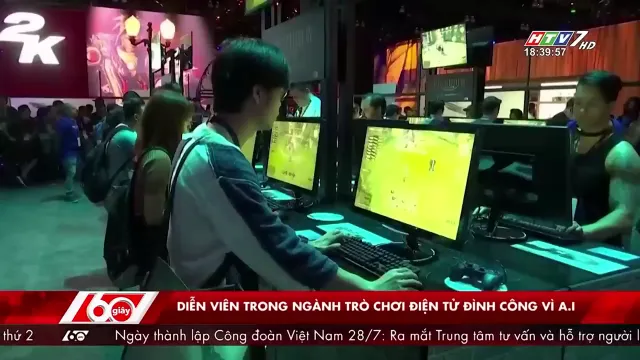 2K
HTV7 HD
18:39:57
60 giây
DIỄN VIÊN TRONG NGÀNH TRÒ CHƠI ĐIỆN TỬ ĐÌNH CÔNG VÌ A.I
thứ 2 60 giây Ngày thành lập Công đoàn Việt Nam 28/7: Ra mắt Trung tâm tư vấn và hỗ trợ người l